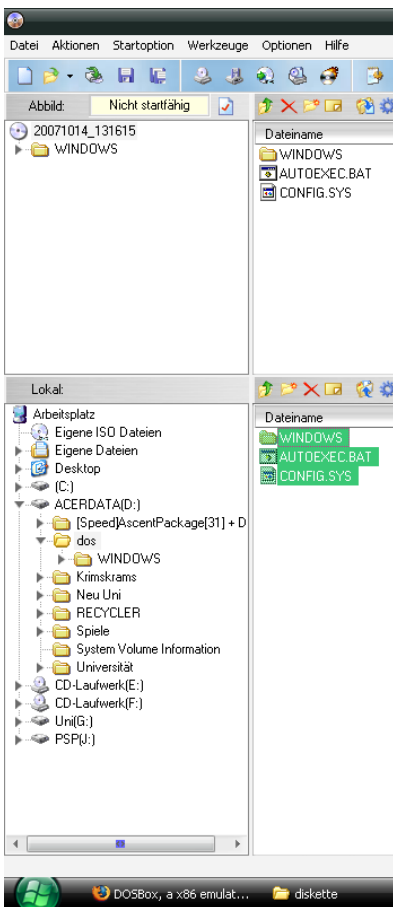 Datei Aktionen Startoption Werkzeuge Optionen Hilfe
Abbild: Nicht startfähig
20071014_131615
WINDOWS
Dateiname
WINDOWS
AUTOEXEC.BAT
CONFIG.SYS
Lokal:
Arbeitsplatz
Eigene ISO Dateien
Eigene Dateien
Desktop
(C:)
ACERDATA(D:)
[Speed]AscentPackage[31] + D
dos
WINDOWS
Krimskrams
Neu Uni
RECYCLER
Spiele
System Volume Information
Universität
CD-Laufwerk(E:)
CD-Laufwerk(F:)
Uni(G:)
PSP(J:)
Dateiname
WINDOWS
AUTOEXEC.BAT
CONFIG.SYS
DOSBox, a x86 emulat...
diskette